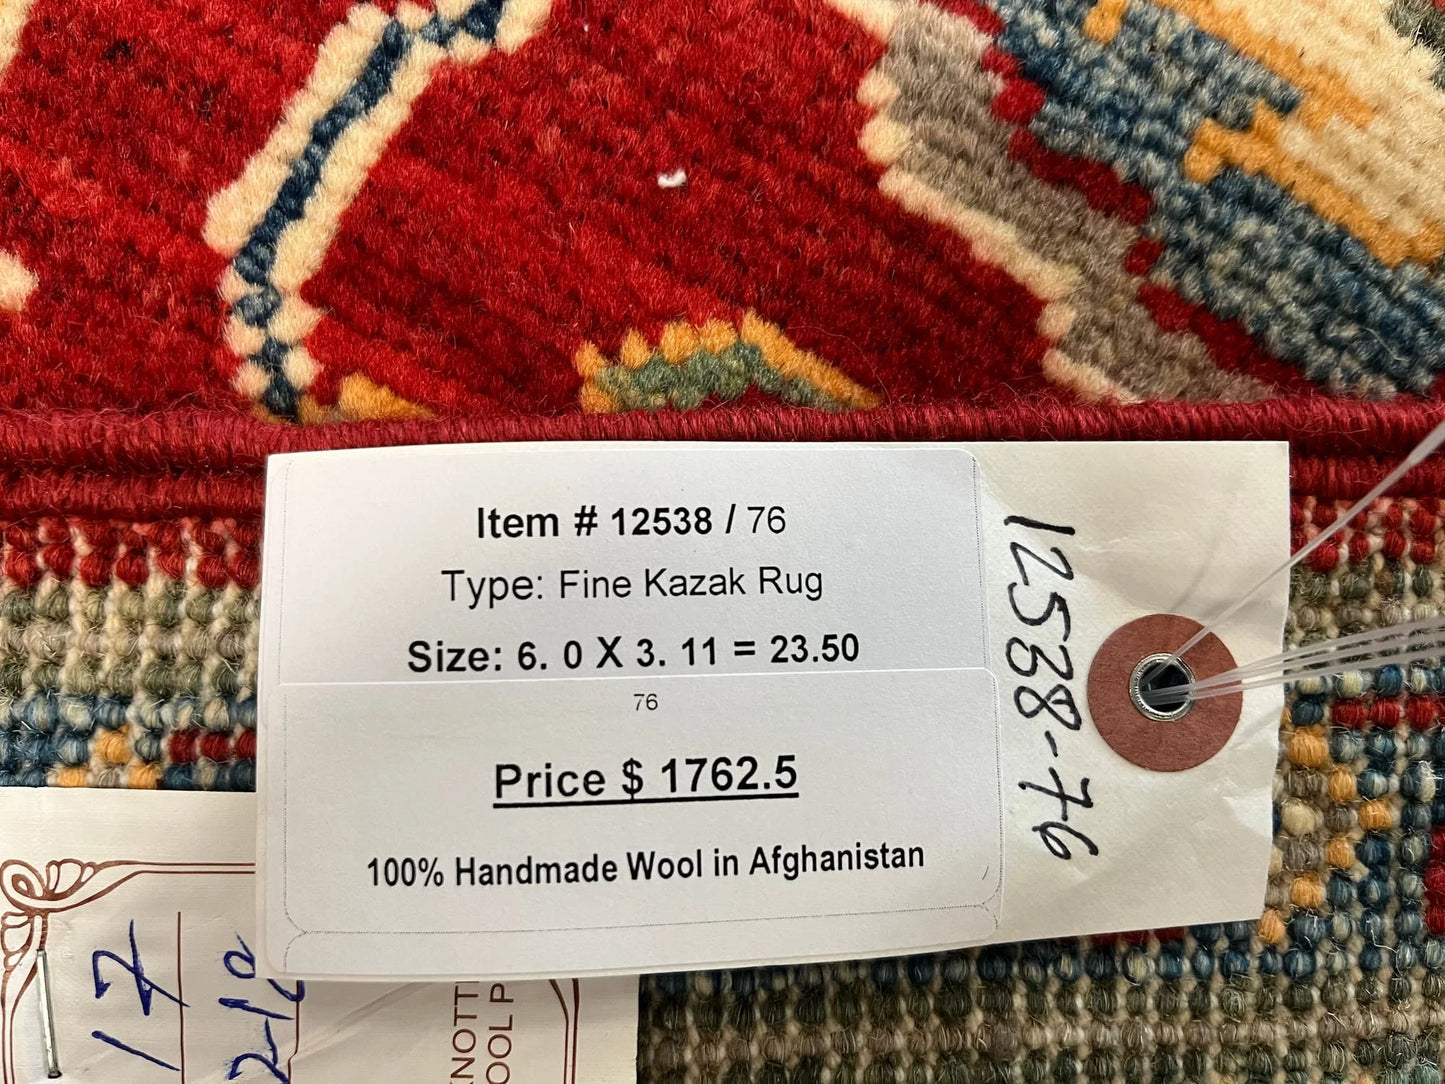 Item # 12538 / 76
Type: Fine Kazak Rug
Size: 6. 0 X 3. 11 = 23.50
76
Price $ 1762.5
100% Handmade Wool in Afghanistan
12538-76
17